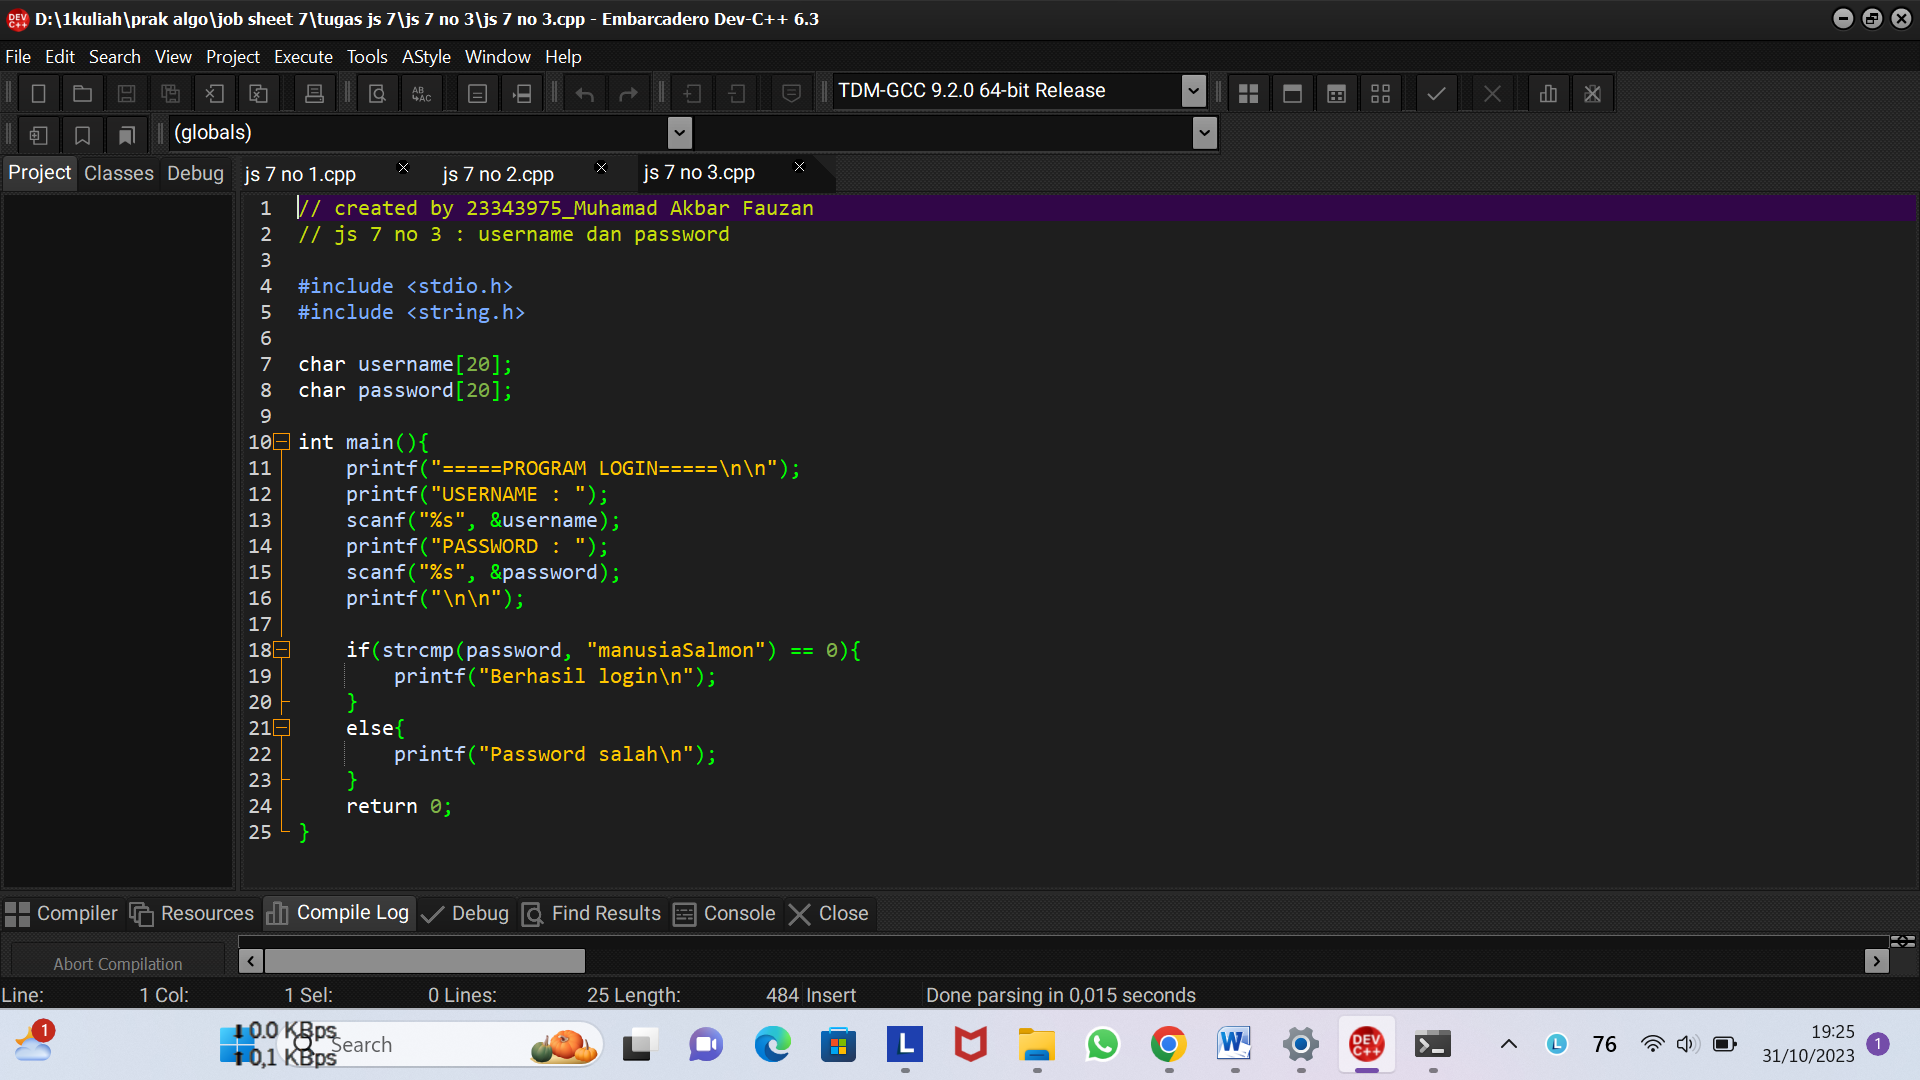 D:\1kuliah\prak algo\job sheet 7\tugas js 7\js 7 no 3\js 7 no 3.cpp - Embarcadero Dev-C++ 6.3
File Edit Search View Project Execute Tools AStyle Window Help
TDM-GCC 9.2.0 64-bit Release
(globals)
Project Classes Debug js 7 no 1.cpp js 7 no 2.cpp js 7 no 3.cpp
1 // created by 23343975_Muhamad Akbar Fauzan
2 // js 7 no 3 : username dan password
3
4 #include <stdio.h>
5 #include <string.h>
6
7 char username[20];
8 char password[20];
9
10 int main(){
11 printf("=====PROGRAM LOGIN=====\n\n");
12 printf("USERNAME : ");
13 scanf("%s", &username);
14 printf("PASSWORD : ");
15 scanf("%s", &password);
16 printf("\n\n");
17
18 if(strcmp(password, "manusiaSalmon") == 0){
19 printf("Berhasil login\n");
20 }
21 else{
22 printf("Password salah\n");
23 }
24 return 0;
25 }
Compiler Resources Compile Log Debug Find Results Console Close
Abort Compilation
Line: 1 Col: 1 Sel: 0 Lines: 25 Length: 484 Insert Done parsing in 0,015 seconds
1 0.0 KBps
0,1 KBps
Search
L
DEV C++
L
76
19:25
31/10/2023
1